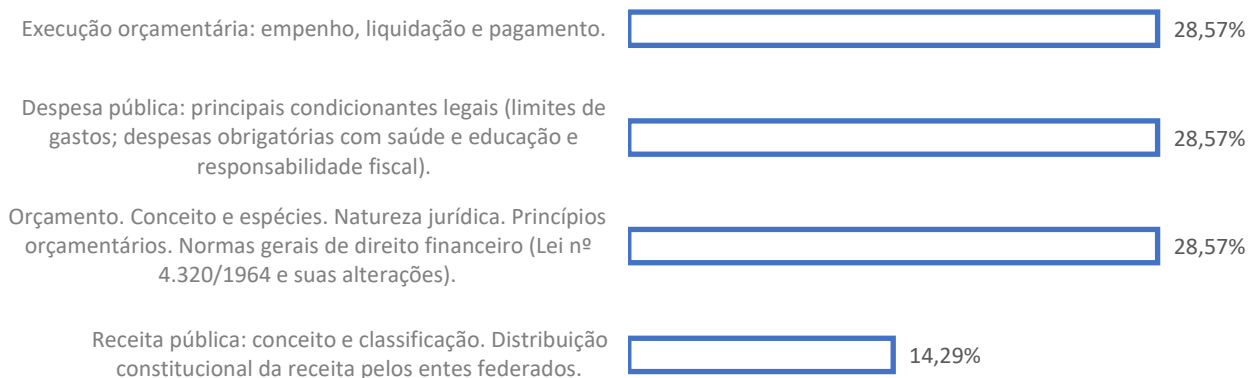 Execução orçamentária: empenho, liquidação e pagamento.
28,57%
Despesa pública: principais condicionantes legais (limites de
gastos; despesas obrigatórias com saúde e educação e
responsabilidade fiscal).
28,57%
Orçamento. Conceito e espécies. Natureza jurídica. Princípios
orçamentários. Normas gerais de direito financeiro (Lei nº
4.320/1964 e suas alterações).
28,57%
Receita pública: conceito e classificação. Distribuição
constitucional da receita pelos entes federados.
14,29%